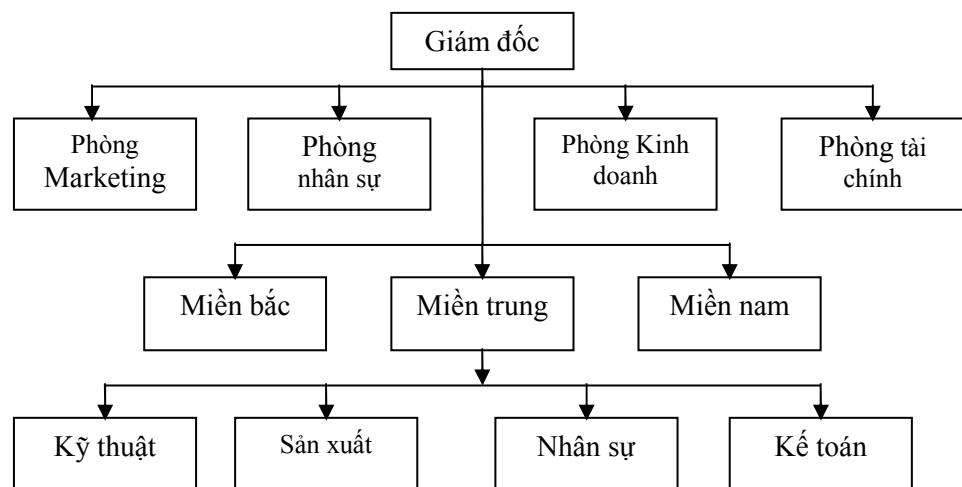 Giám đốc
Phòng
Marketing
Phòng
nhân sự
Phòng Kinh
doanh
Phòng tài
chính
Miền bắc
Miền trung
Miền nam
Kỹ thuật
Sản xuất
Nhân sự
Kế toán